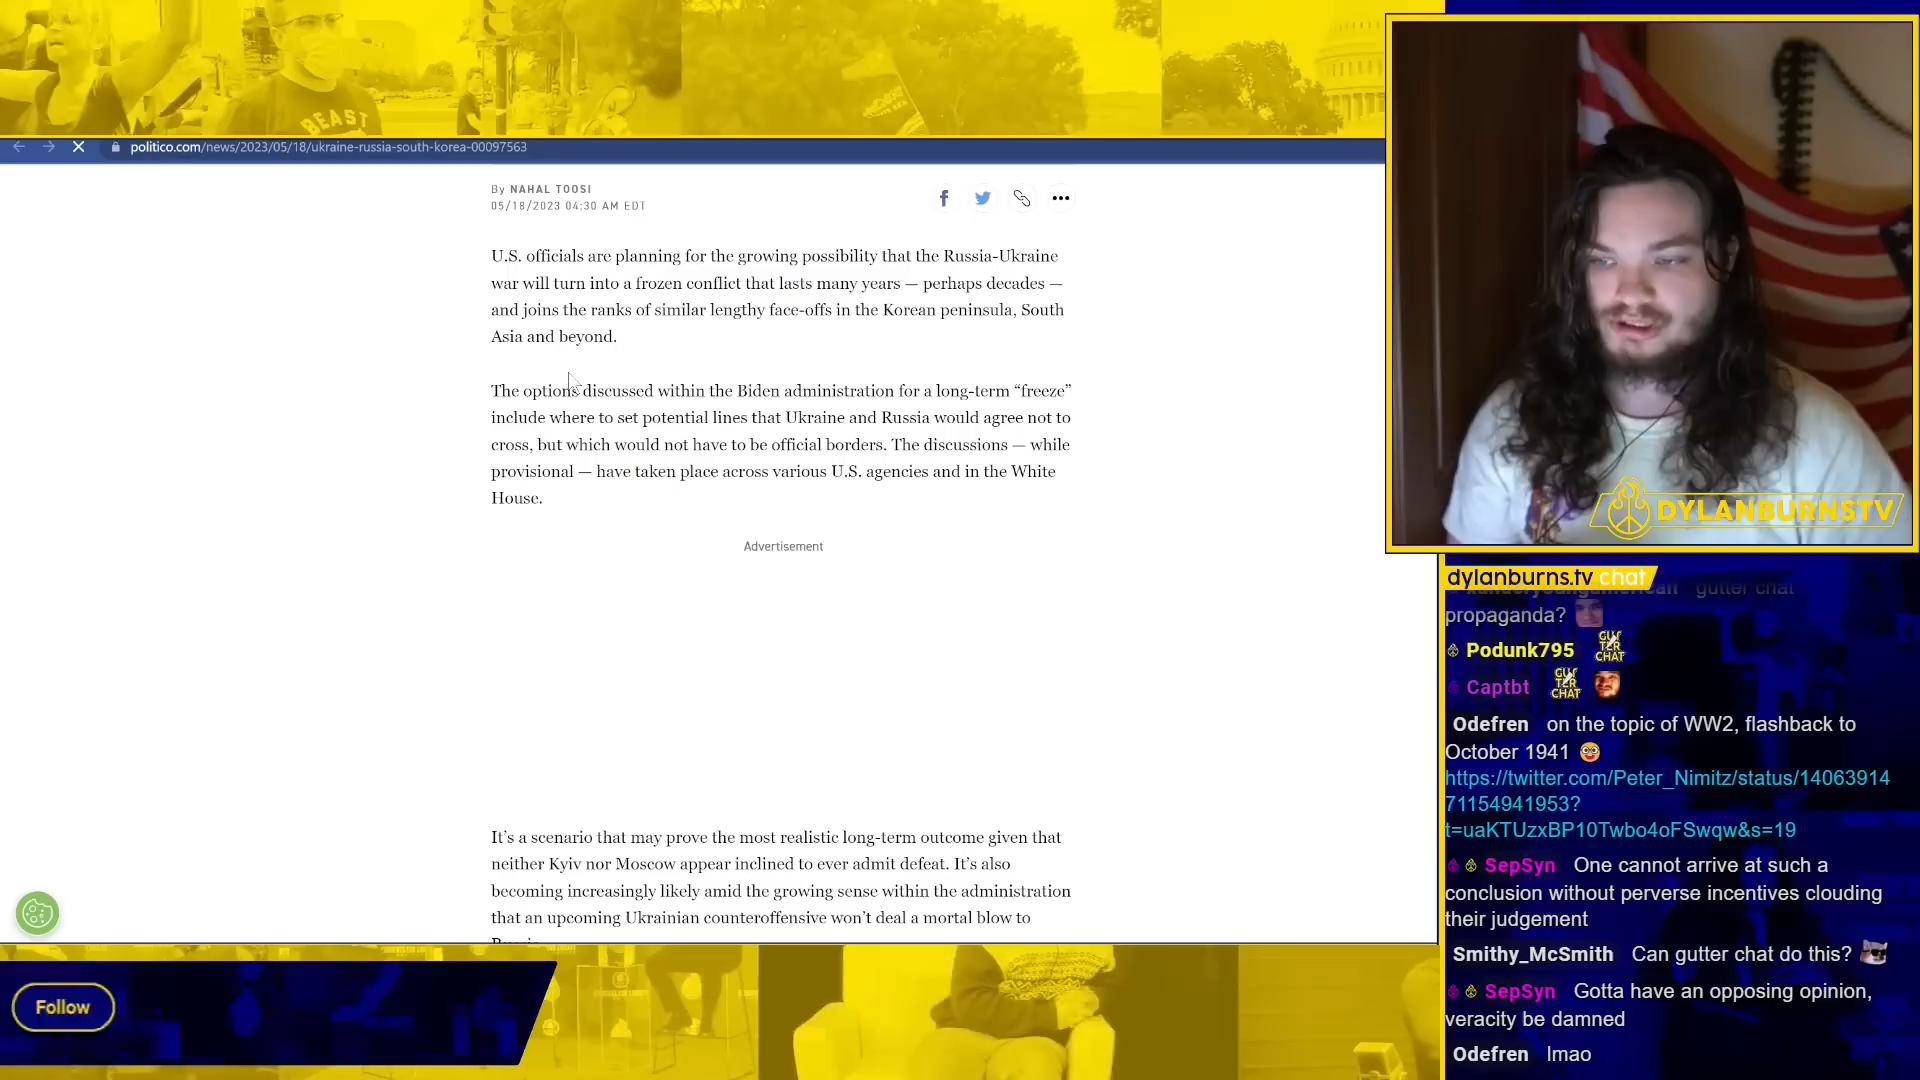 BEAST
politico.com/news/2023/05/18/ukraine-russia-south-korea-00097563
By NAHAL TOOSI
05/18/2023 04:30 AM EDT
U.S. officials are planning for the growing possibility that the Russia-Ukraine
war will turn into a frozen conflict that lasts many years — perhaps decades —
and joins the ranks of similar lengthy face-offs in the Korean peninsula, South
Asia and beyond.
The options discussed within the Biden administration for a long-term “freeze”
include where to set potential lines that Ukraine and Russia would agree not to
cross, but which would not have to be official borders. The discussions — while
provisional — have taken place across various U.S. agencies and in the White
House.
Advertisement
It’s a scenario that may prove the most realistic long-term outcome given that
neither Kyiv nor Moscow appear inclined to ever admit defeat. It’s also
becoming increasingly likely amid the growing sense within the administration
that an upcoming Ukrainian counteroffensive won’t deal a mortal blow to
Follow
DYLANBURNSTV
dylanburns.tv chat
gutter chat
propaganda?
Podunk795 GUTTER CHAT
Captbt GUTTER CHAT
Odefren on the topic of WW2, flashback to
October 1941
https://twitter.com/Peter_Nimitz/status/14063914
711154941953?
t=uaKTUzxBP10Twbo4oFSwqw&s=19
SepSyn One cannot arrive at such a
conclusion without perverse incentives clouding
their judgement
Smithy_McSmith Can gutter chat do this?
SepSyn Gotta have an opposing opinion,
veracity be damned
Odefren lmao